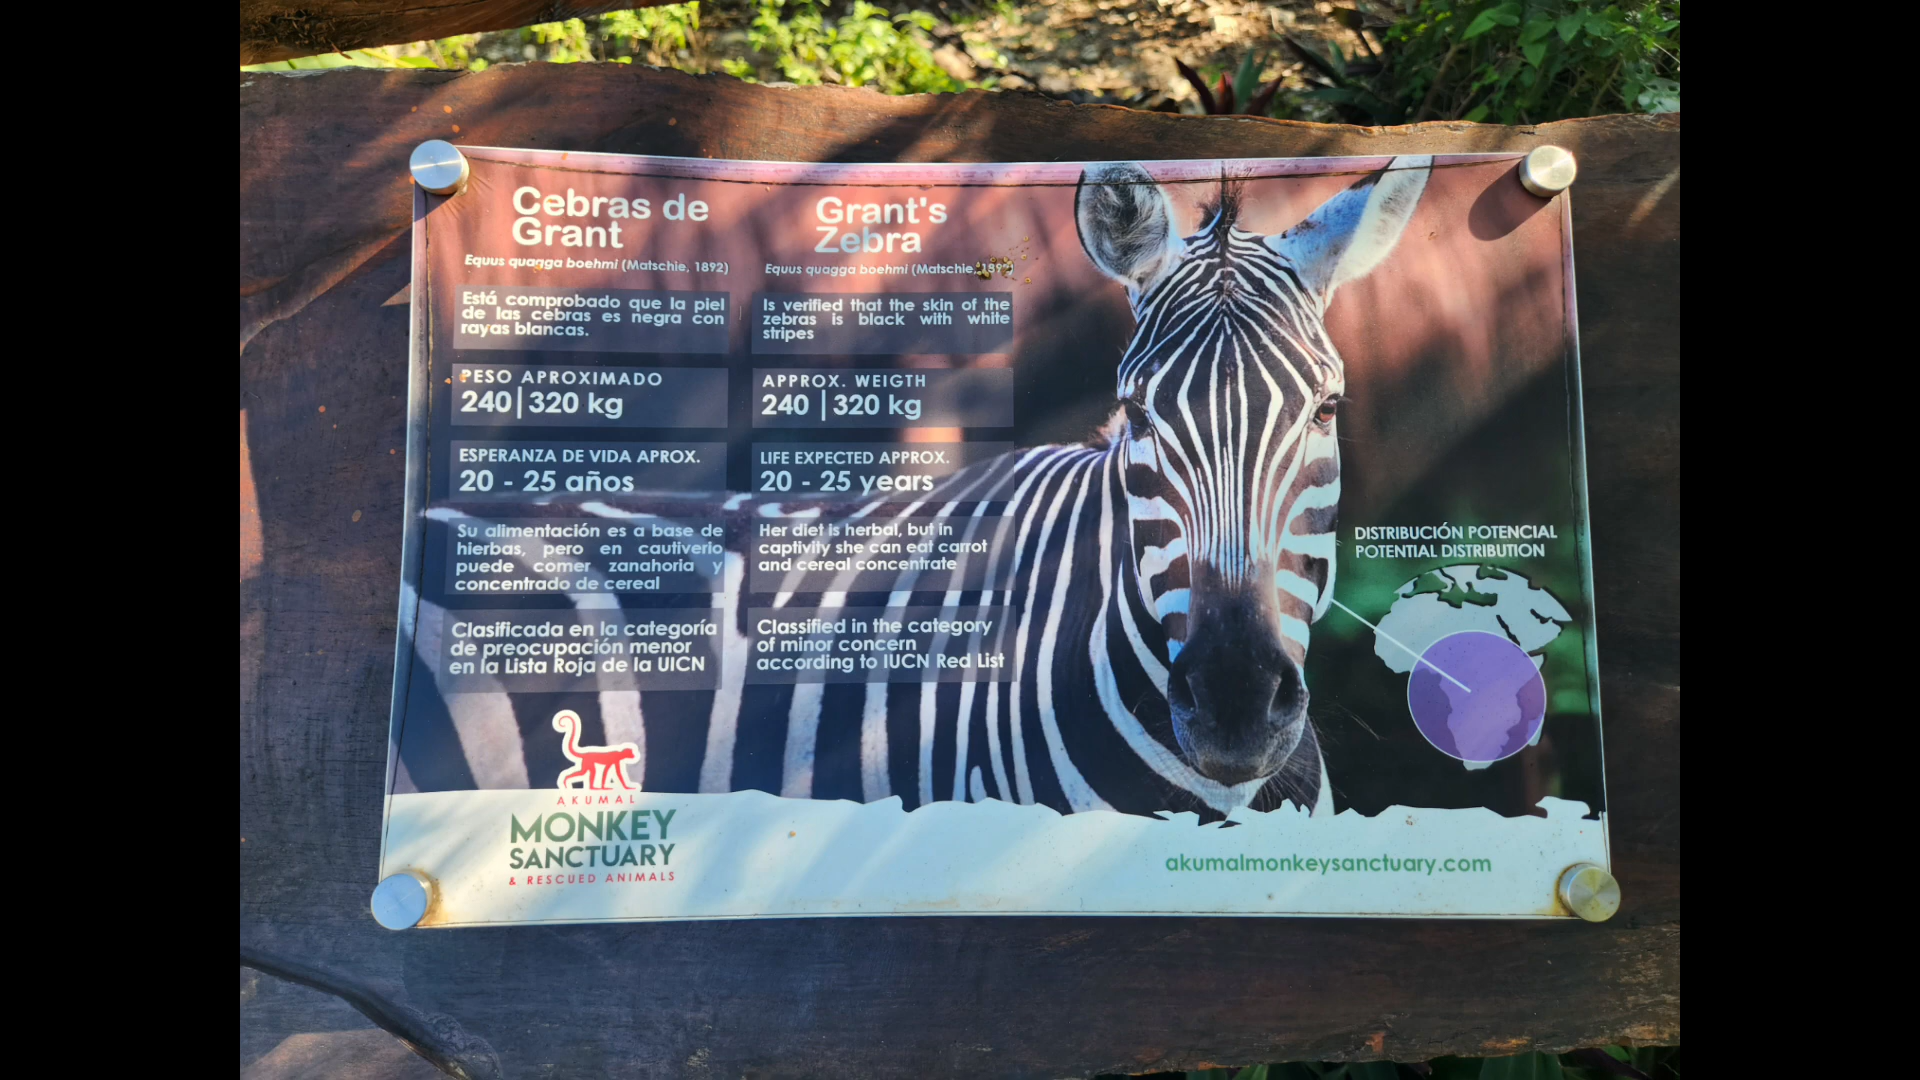 Cebras de
Grant
Equus quagga boehmi (Matschie, 1892)
Está comprobado que la piel
de las cebras es negra con
rayas blancas.
PESO APROXIMADO
240|320 kg
ESPERANZA DE VIDA APROX.
20 - 25 años
Su alimentación es a base de
hierbas, pero en cautiverio
puede comer zanahoria y
concentrado de cereal
Clasificada en la categoría
de preocupación menor
en la Lista Roja de la UICN
Grant's
Zebra
Equus quagga boehmi (Matschie, 1892)
Is verified that the skin of the
zebras is black with white
stripes
APPROX. WEIGTH
240 |320 kg
LIFE EXPECTED APPROX.
20 - 25 years
Her diet is herbal, but in
captivity she can eat carrot
and cereal concentrate
Classified in the category
of minor concern
according to IUCN Red List
DISTRIBUCIÓN POTENCIAL
POTENTIAL DISTRIBUTION
AKUMAL
MONKEY
SANCTUARY
& RESCUED ANIMALS
akumalmonkeysanctuary.com